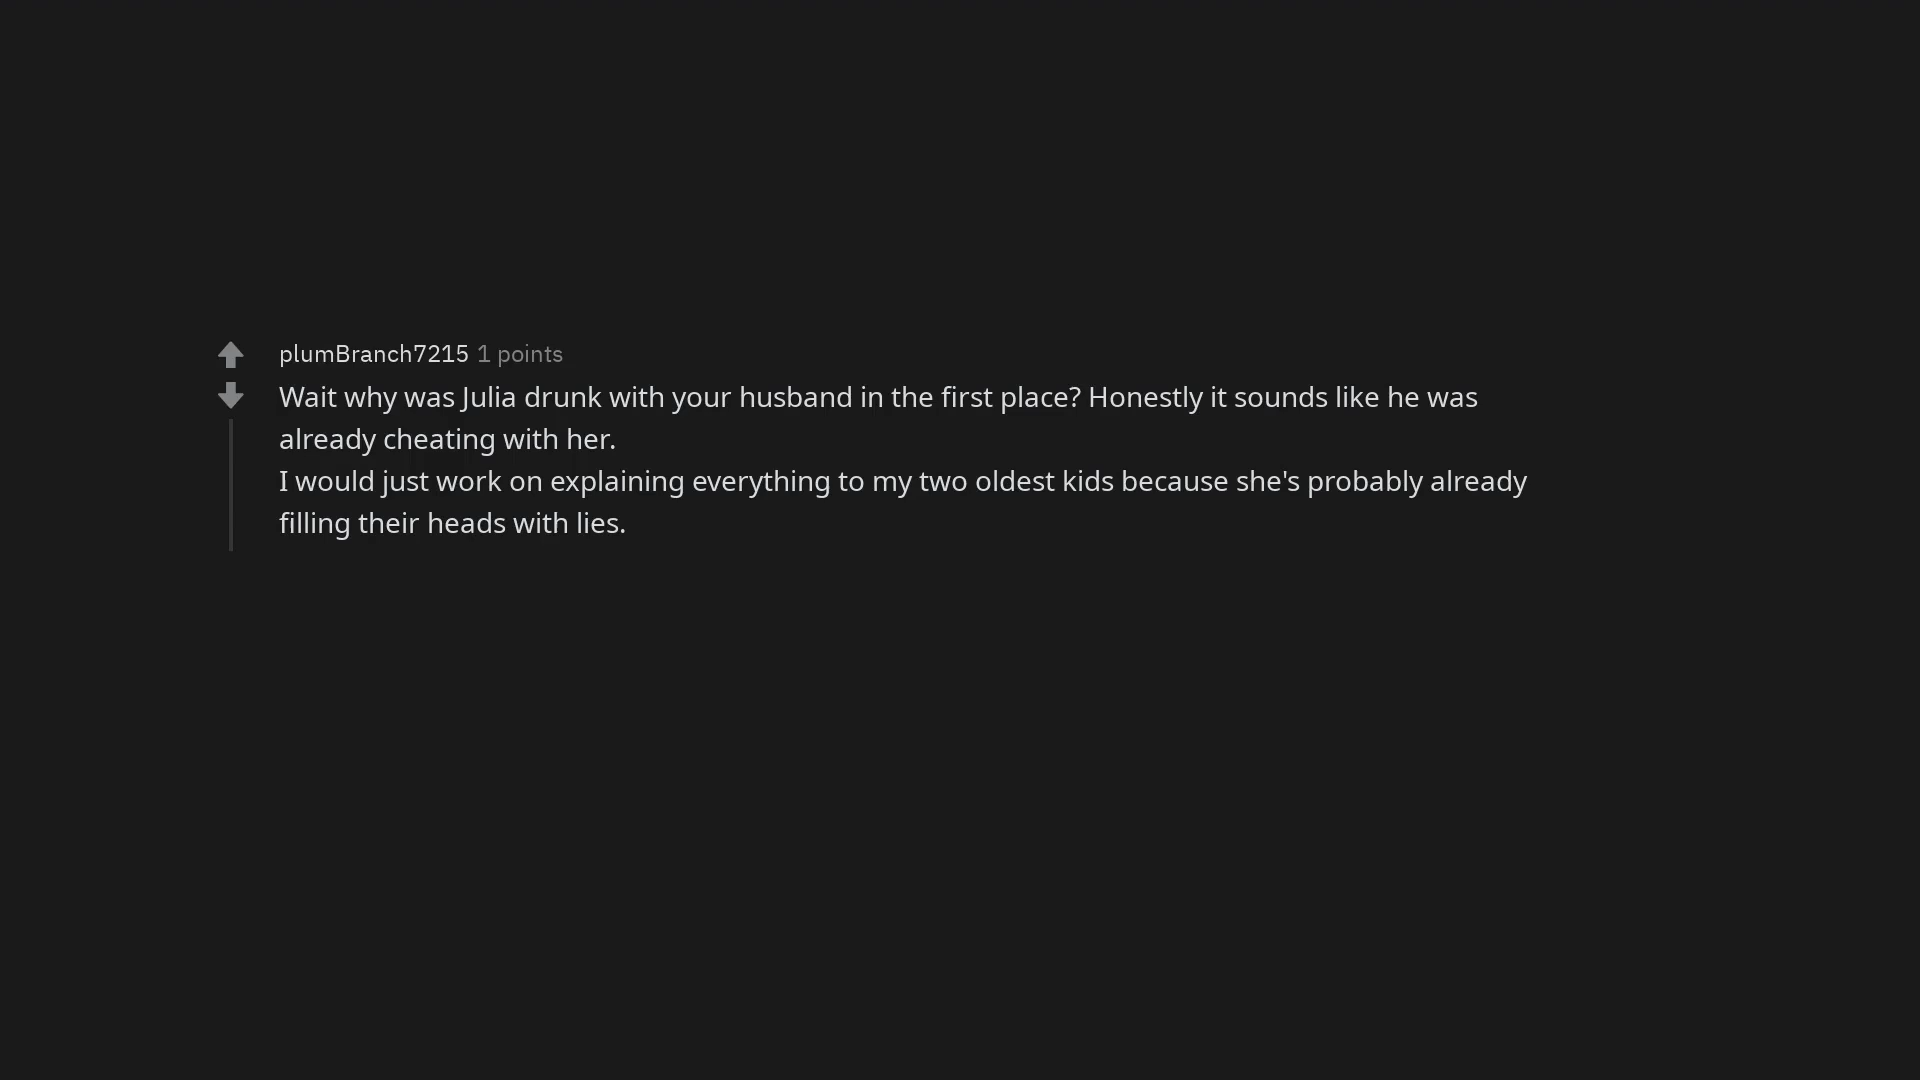 plumBranch7215 1 points
Wait why was Julia drunk with your husband in the first place? Honestly it sounds like he was
already cheating with her.
I would just work on explaining everything to my two oldest kids because she's probably already
filling their heads with lies.